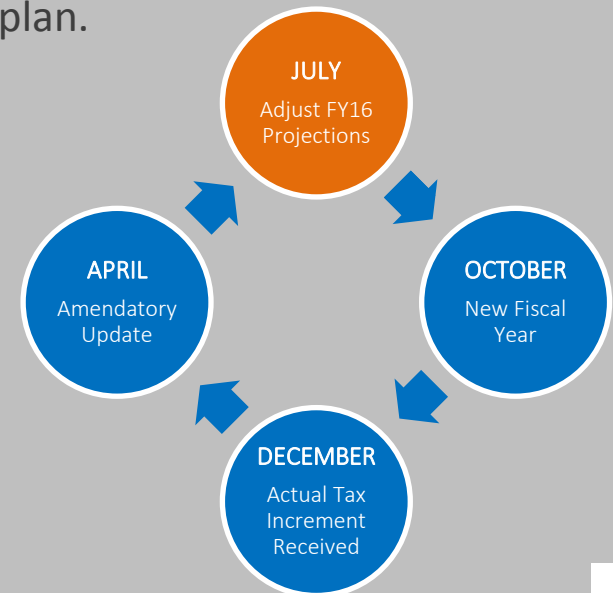 plan.
JULY
Adjust FY16
Projections
OCTOBER
New Fiscal
Year
DECEMBER
Actual Tax
Increment
Received
APRIL
Amendatory
Update